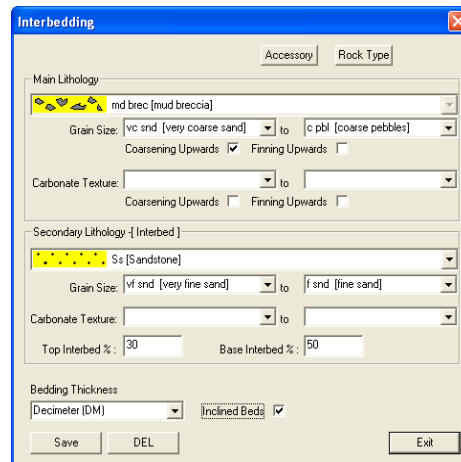 Interbedding
Accessory Rock Type
Main Lithology
md brec [mud breccia]
Grain Size: vc snd [very coarse sand] to c pbl [coarse pebbles]
Coarsening Upwards Finning Upwards
Carbonate Texture: to
Coarsening Upwards Finning Upwards
Secondary Lithology -[ Interbed ]
Ss [Sandstone]
Grain Size: vf snd [very fine sand] to f snd [fine sand]
Carbonate Texture: to
Top Interbed % : 30 Base Interbed % : 50
Bedding Thickness
Decimeter (DM) Inclined Beds
Save DEL Exit